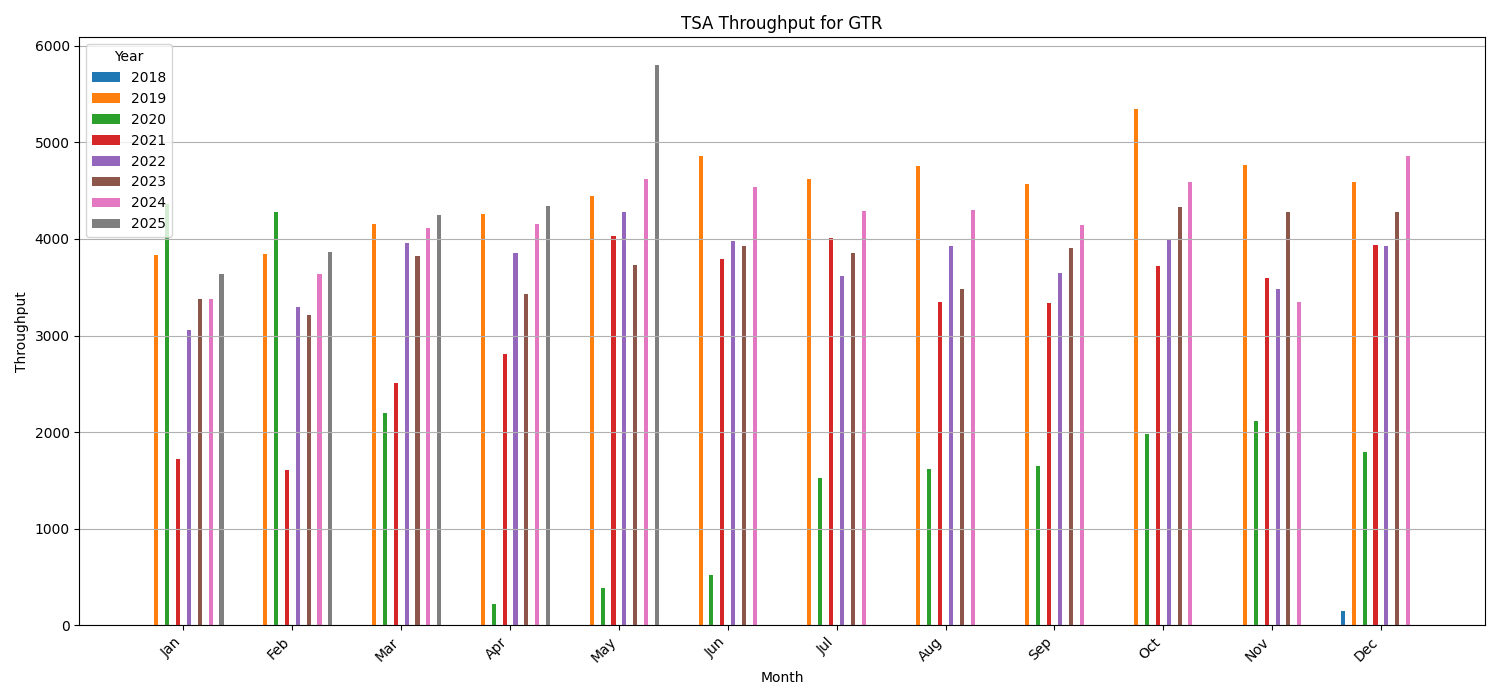 TSA Throughput for GTR
Year
2018
2019
2020
2021
2022
2023
2024
2025
6000
5000
4000
3000
2000
1000
0
Throughput
Jan
Feb
Mar
Apr
May
Jun
Jul
Aug
Sep
Oct
Nov
Dec
Month